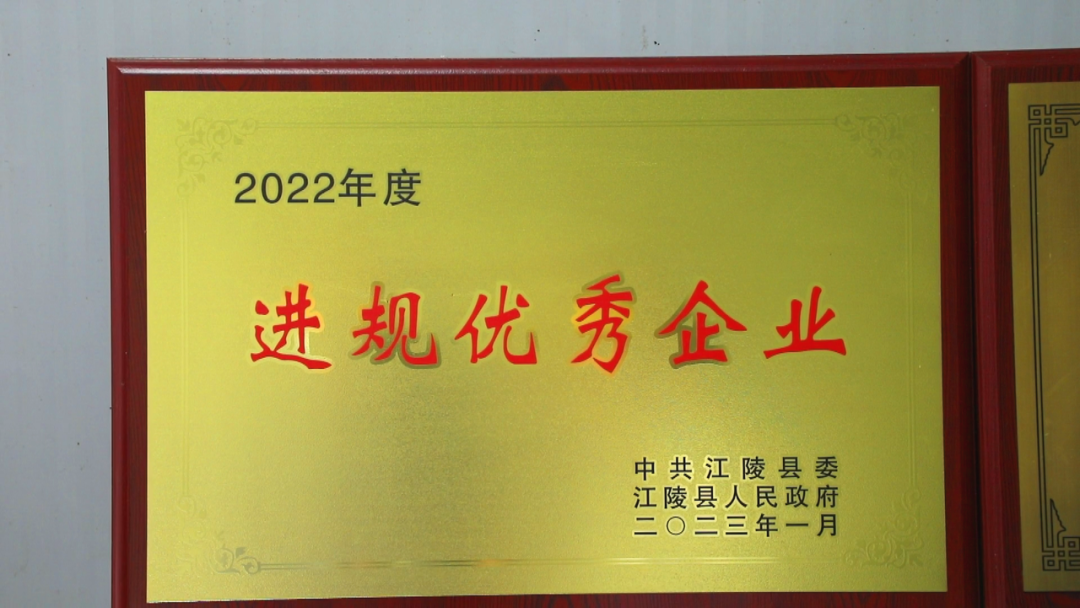 2022年度
进规优秀企业
中共江陵县委
江陵县人民政府
二〇二三年一月